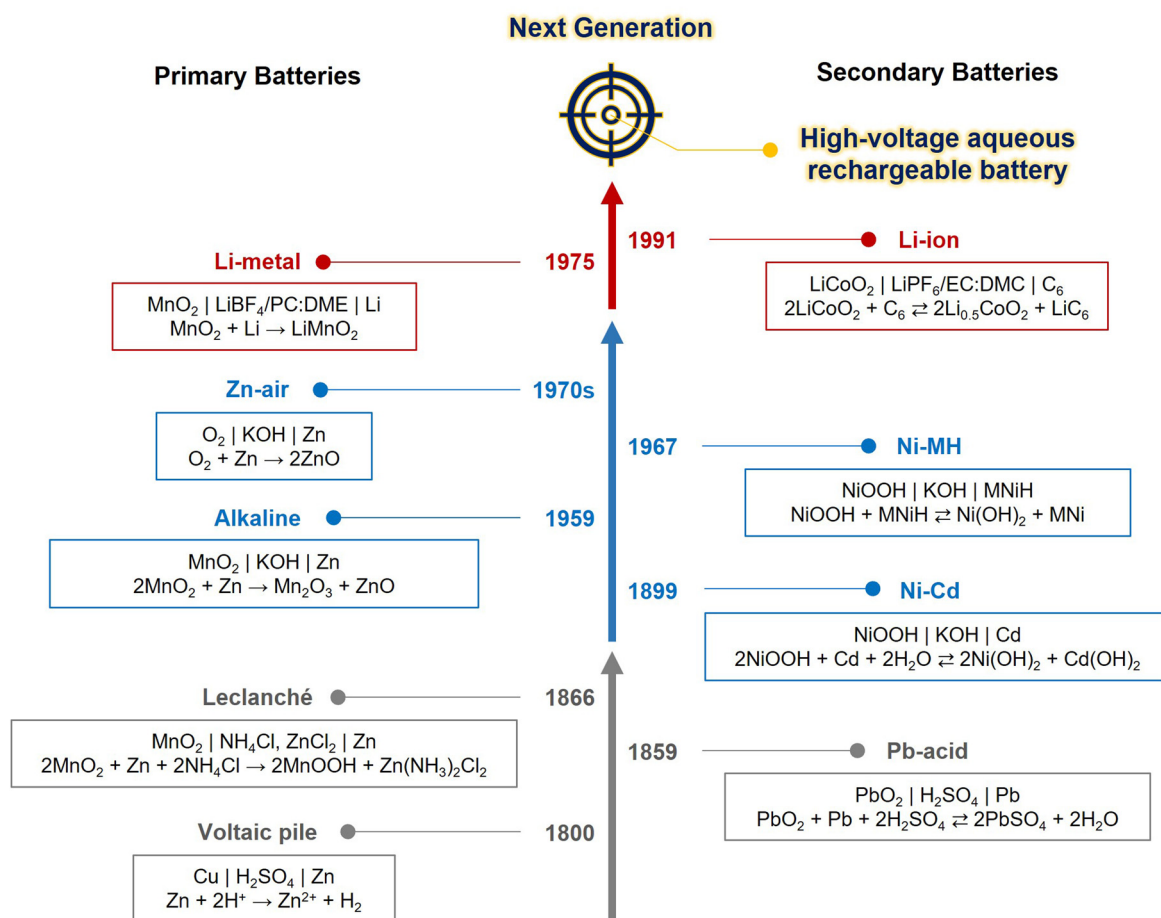 Next Generation
Primary Batteries
Secondary Batteries
High-voltage aqueous
rechargeable battery
1991
Li-ion
LiCoO₂ | LiPF₆/EC:DMC | C₆
2LiCoO₂ + C₆ ⇄ 2Li₀.₅CoO₂ + LiC₆
Li-metal
1975
MnO₂ | LiBF₄/PC:DME | Li
MnO₂ + Li → LiMnO₂
Zn-air
1970s
O₂ | KOH | Zn
O₂ + Zn → 2ZnO
1967
Ni-MH
NiOOH | KOH | MNiH
NiOOH + MNiH ⇄ Ni(OH)₂ + MNi
Alkaline
1959
MnO₂ | KOH | Zn
2MnO₂ + Zn → Mn₂O₃ + ZnO
1899
Ni-Cd
NiOOH | KOH | Cd
2NiOOH + Cd + 2H₂O ⇄ 2Ni(OH)₂ + Cd(OH)₂
Leclanché
1866
MnO₂ | NH₄Cl, ZnCl₂ | Zn
2MnO₂ + Zn + 2NH₄Cl → 2MnOOH + Zn(NH₃)₂Cl₂
1859
Pb-acid
PbO₂ | H₂SO₄ | Pb
PbO₂ + Pb + 2H₂SO₄ ⇄ 2PbSO₄ + 2H₂O
Voltaic pile
1800
Cu | H₂SO₄ | Zn
Zn + 2H⁺ → Zn²⁺ + H₂